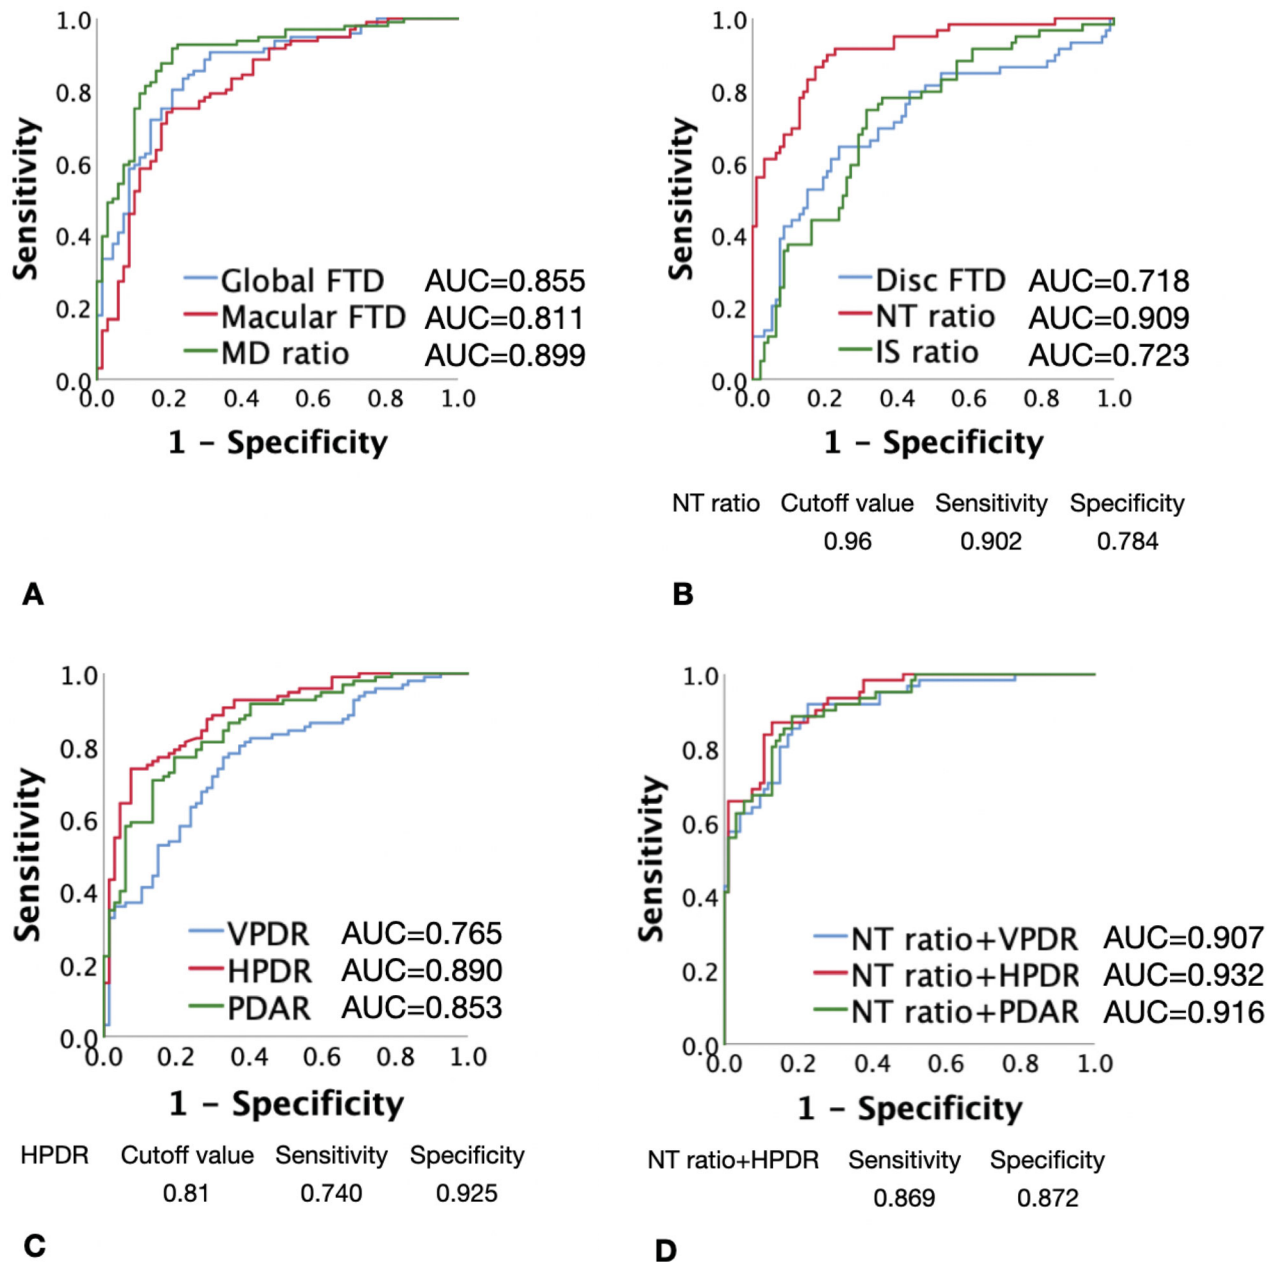 1.0
0.8
0.6
0.4
0.2
0.0
Sensitivity
Global FTD AUC=0.855
Macular FTD AUC=0.811
MD ratio AUC=0.899
0.0 0.2 0.4 0.6 0.8 1.0
1 – Specificity
A
1.0
0.8
0.6
0.4
0.2
0.0
Sensitivity
Disc FTD AUC=0.718
NT ratio AUC=0.909
IS ratio AUC=0.723
0.0 0.2 0.4 0.6 0.8 1.0
1 – Specificity
NT ratio Cutoff value Sensitivity Specificity
0.96 0.902 0.784
B
1.0
0.8
0.6
0.4
0.2
0.0
Sensitivity
VPDR AUC=0.765
HPDR AUC=0.890
PDAR AUC=0.853
0.0 0.2 0.4 0.6 0.8 1.0
1 – Specificity
HPDR Cutoff value Sensitivity Specificity
0.81 0.740 0.925
C
1.0
0.8
0.6
0.4
0.2
0.0
Sensitivity
NT ratio+VPDR AUC=0.907
NT ratio+HPDR AUC=0.932
NT ratio+PDAR AUC=0.916
0.0 0.2 0.4 0.6 0.8 1.0
1 – Specificity
NT ratio+HPDR Sensitivity Specificity
0.869 0.872
D